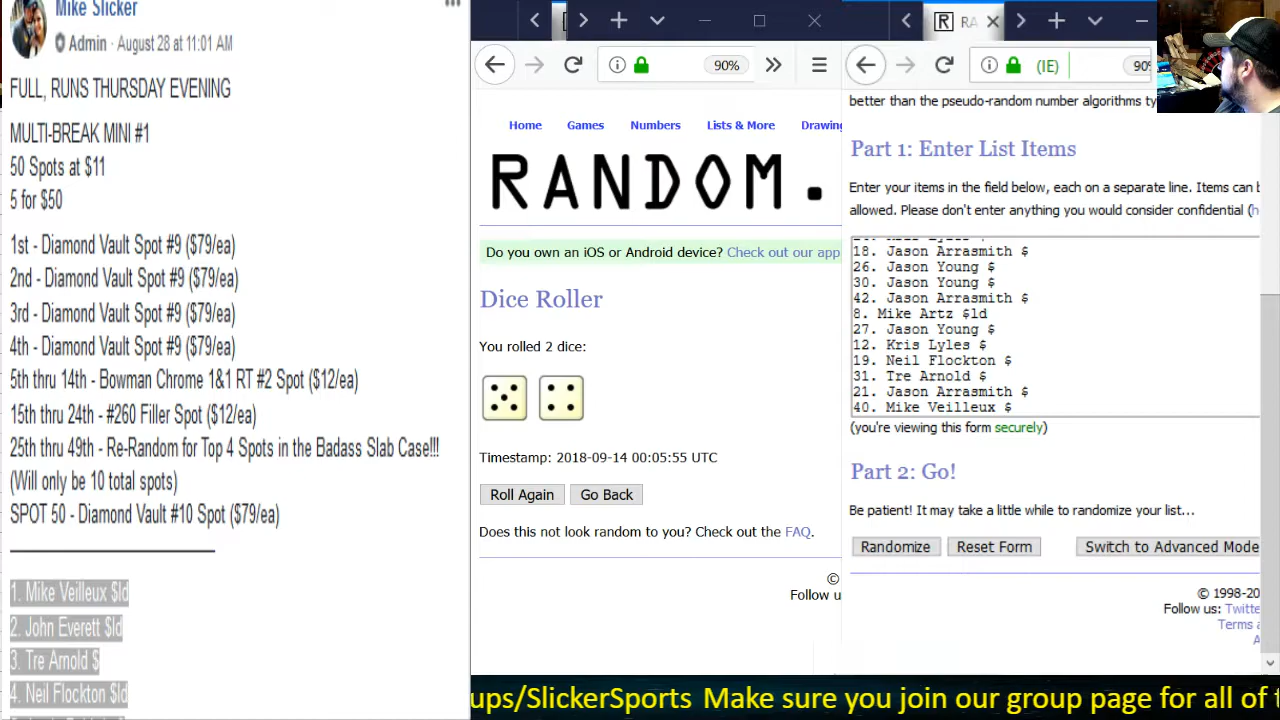 Mike Slicker
Admin · August 28 at 11:01 AM
FULL, RUNS THURSDAY EVENING
MULTI-BREAK MINI #1
50 Spots at $11
5 for $50
1st - Diamond Vault Spot #9 ($79/ea)
2nd - Diamond Vault Spot #9 ($79/ea)
3rd - Diamond Vault Spot #9 ($79/ea)
4th - Diamond Vault Spot #9 ($79/ea)
5th thru 14th - Bowman Chrome 1&1 RT #2 Spot ($12/ea)
15th thru 24th - #260 Filler Spot ($12/ea)
25th thru 49th - Re-Random for Top 4 Spots in the Badass Slab Case!!!
(Will only be 10 total spots)
SPOT 50 - Diamond Vault #10 Spot ($79/ea)
1. Mike Veilleux $ld
2. John Everett $ld
3. Tre Arnold $
4. Neil Flockton $ld
90%
Home Games Numbers Lists & More Drawin
RANDOM.
Do you own an iOS or Android device? Check out our app
Dice Roller
You rolled 2 dice:
Timestamp: 2018-09-14 00:05:55 UTC
Roll Again Go Back
Does this not look random to you? Check out the FAQ.
©
Follow u
R RA
(IE) 90
better than the pseudo-random number algorithms ty
Part 1: Enter List Items
Enter your items in the field below, each on a separate line. Items can b
allowed. Please don't enter anything you would consider confidential (h
18. Jason Arrasmith $
26. Jason Young $
30. Jason Young $
42. Jason Arrasmith $
8. Mike Artz $ld
27. Jason Young $
12. Kris Lyles $
19. Neil Flockton $
31. Tre Arnold $
21. Jason Arrasmith $
40. Mike Veilleux $
(you're viewing this form securely)
Part 2: Go!
Be patient! It may take a little while to randomize your list...
Randomize Reset Form Switch to Advanced Mode
© 1998-20
Follow us: Twitte
Terms a
A
ups/SlickerSports Make sure you join our group page for all of t